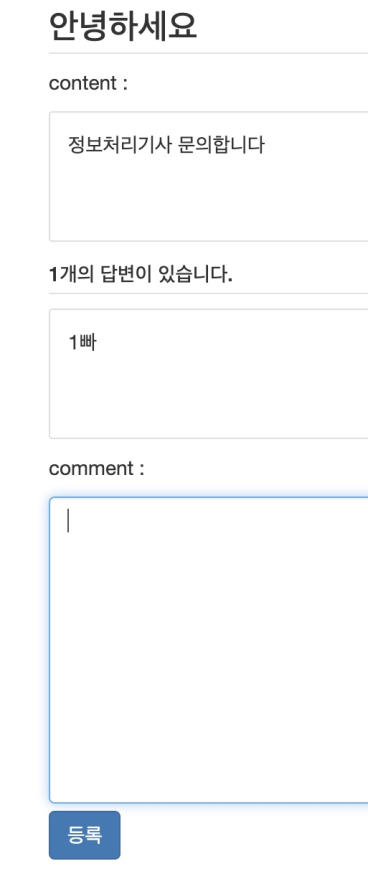 안녕하세요
content :
정보처리기사 문의합니다
1개의 답변이 있습니다.
1빠
comment :
등록